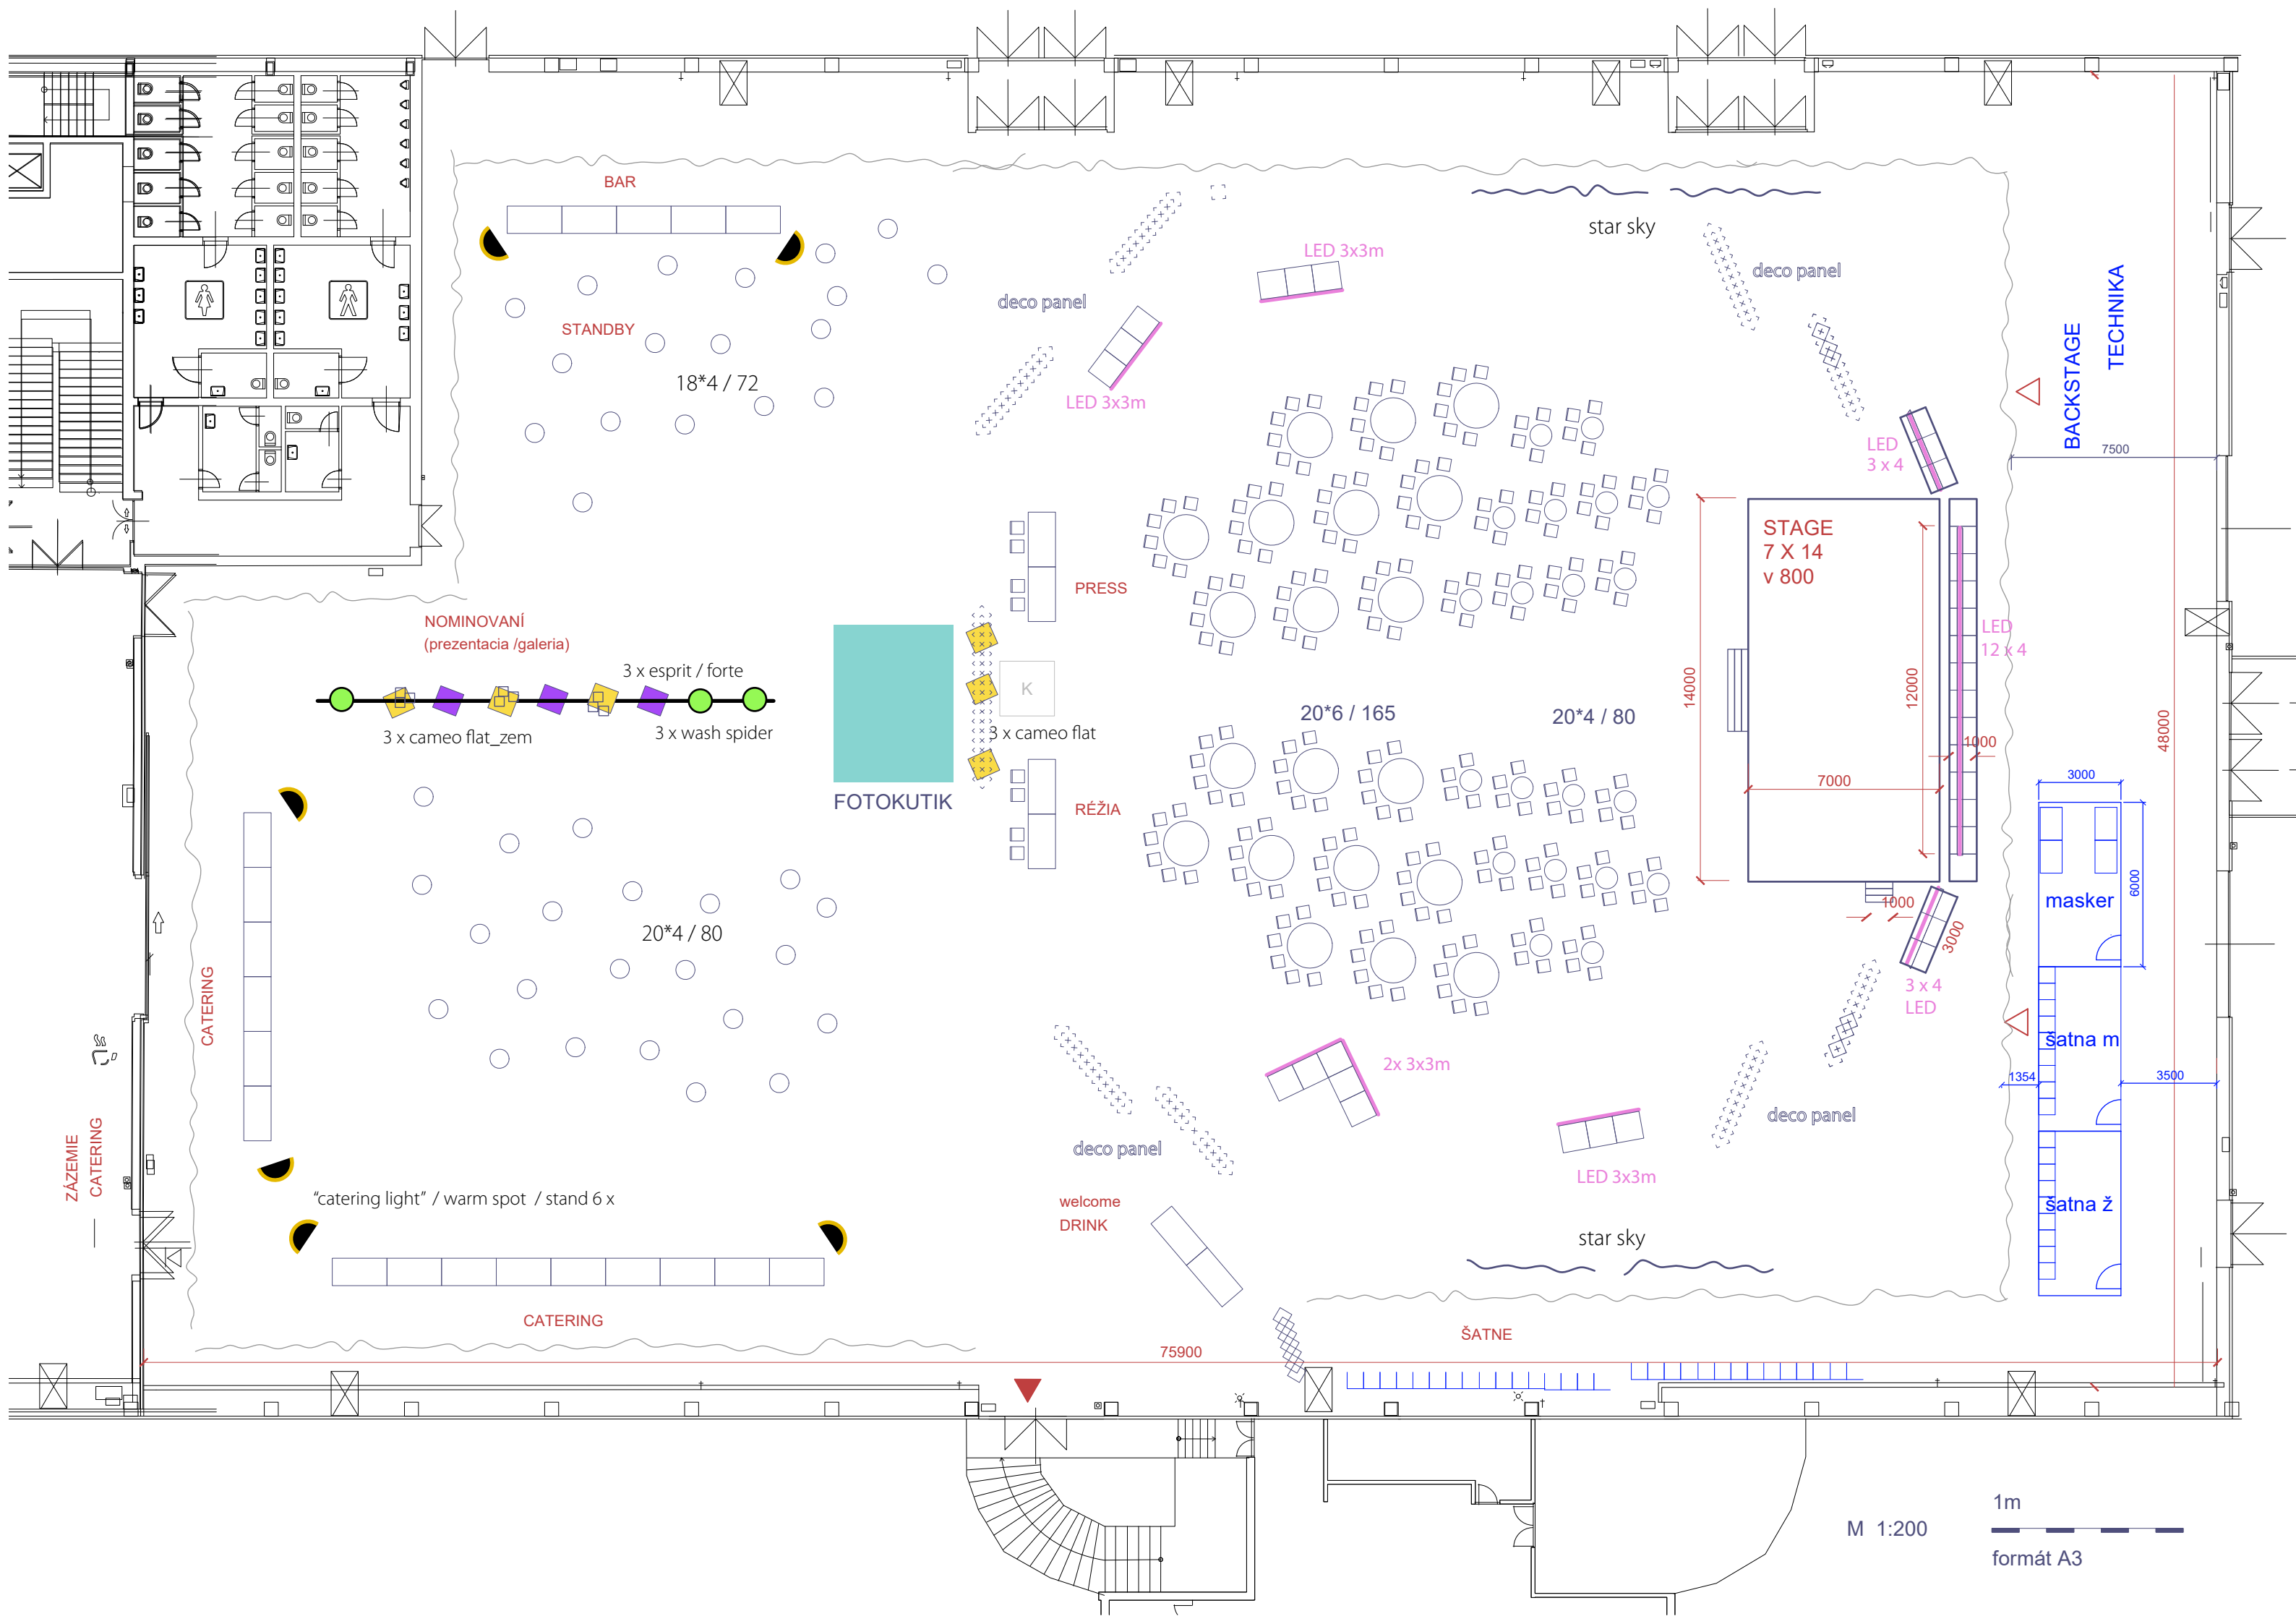 BAR
star sky
LED 3x3m
deco panel
deco panel
STANDBY
18*4 / 72
LED 3x3m
BACKSTAGE
TECHNIKA
LED
3 x 4
7500
STAGE
7 X 14
v 800
PRESS
NOMINOVANÍ
(prezentacia /galeria)
3 x esprit / forte
3 x cameo flat_zem
3 x wash spider
K
3 x cameo flat
LED
12 x 4
14000
12000
20*6 / 165
20*4 / 80
48000
1000
7000
3000
FOTOKUTIK
RÉŽIA
6000
masker
1000
3000
20*4 / 80
CATERING
3 x 4
LED
šatna m
2x 3x3m
1354
3500
deco panel
deco panel
ZÁZEMIE
CATERING
LED 3x3m
"catering light" / warm spot / stand 6 x
welcome
DRINK
šatna ž
star sky
CATERING
ŠATNE
75900
1m
M 1:200
formát A3